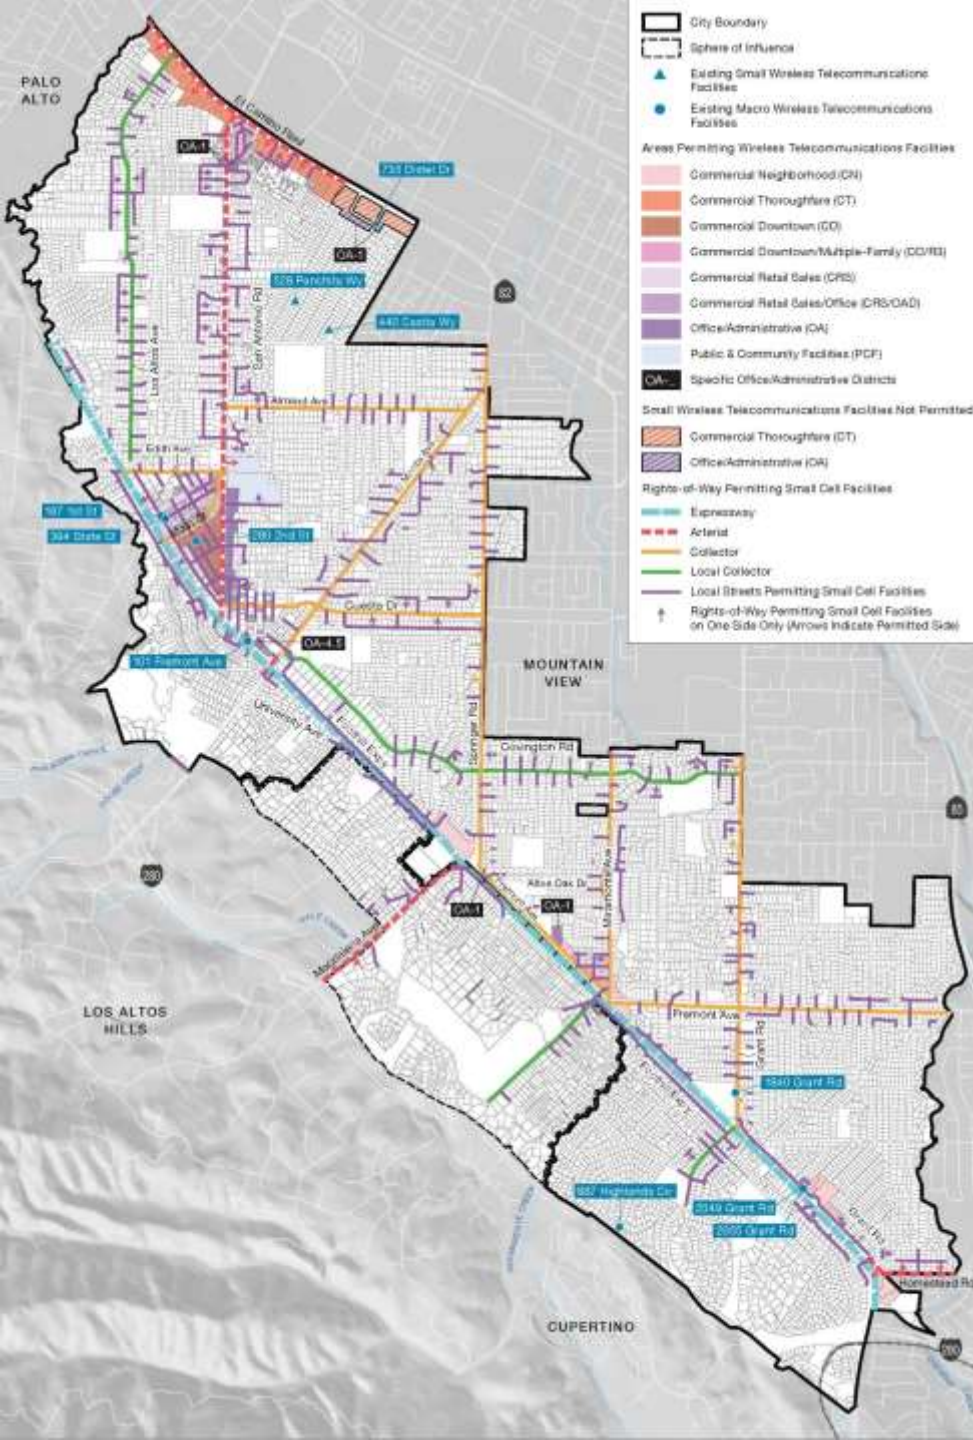 City Boundary
Sphere of Influence
Existing Small Wireless Telecommunications
Facilities
Existing Macro Wireless Telecommunications
Facilities
Areas Permitting Wireless Telecommunications Facilities
Commercial Neighborhood (CN)
Commercial Thoroughfare (CT)
Commercial Downtown (CD)
Commercial Downtown/Multiple-Family (CD/R3)
Commercial Retail Sales (CRS)
Commercial Retail Sales/Office (CRS/OAD)
Office/Administrative (OA)
Public & Community Facilities (PCF)
OA-_
Specific Office/Administrative Districts
Small Wireless Telecommunications Facilities Not Permitted
Commercial Thoroughfare (CT)
Office/Administrative (OA)
Rights-of-Way Permitting Small Cell Facilities
Expressway
Arterial
Collector
Local Collector
Local Streets Permitting Small Cell Facilities
Rights-of-Way Permitting Small Cell Facilities
on One Side Only (Arrows Indicate Permitted Side)
PALO
ALTO
El Camino Real
OA-1
Distel Dr
OA-1
82
Panchita Wy
Wy
San Antonio Rd
Los Altos Ave
Almond Ave
Edith Ave
1st St
State St
2nd St
Cuesta Dr
OA-4.5
101 Fremont Ave
MOUNTAIN
VIEW
University Ave
Springer Rd
Covington Rd
85
280
Altos Oak Dr
OA-1
OA-1
Miramonte Ave
LOS ALTOS
HILLS
Fremont Ave
Grant Rd
1840 Grant Rd
Highlands Cir
Grant Rd
Grant Rd
Grant Rd
Homestead Rd
CUPERTINO
280